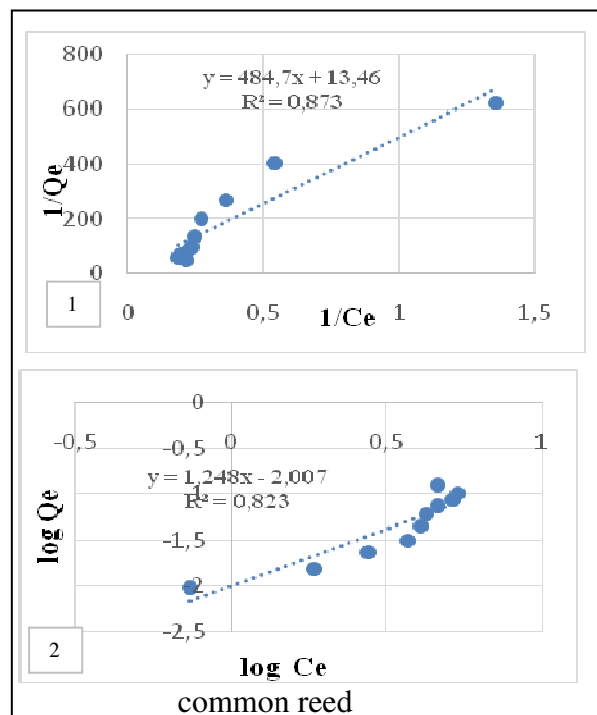 800
y = 484,7x + 13,46
R² = 0,873
600
400
200
0
1/Qe
1
0
0,5
1
1,5
1/Ce
0
-0,5
0
0,5
1
-0,5
y = 1,248x - 2,007
-1
R² = 0,823
-1,5
-2
-2,5
log Qe
2
log Ce
common reed